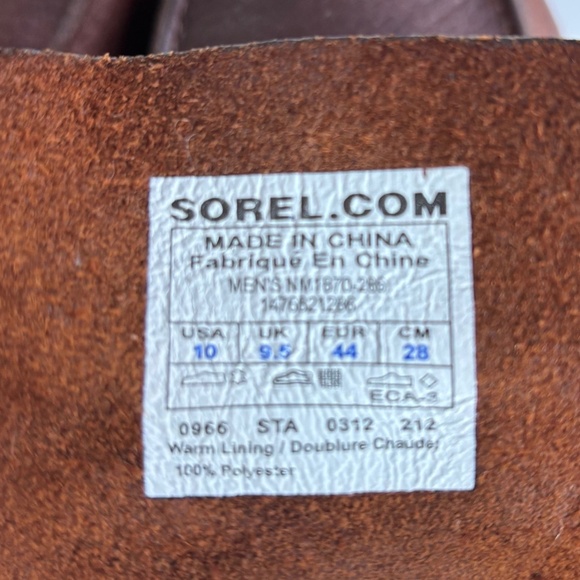 SOREL.COM
MADE IN CHINA
Fabrique En Chine
MEN'S NM1870-286
1476821286
USA UK EUR CM
10 9.5 44 28
ECA-3
0966 STA 0312 212
Warm Lining / Doublure Chaude:
100% Polyester